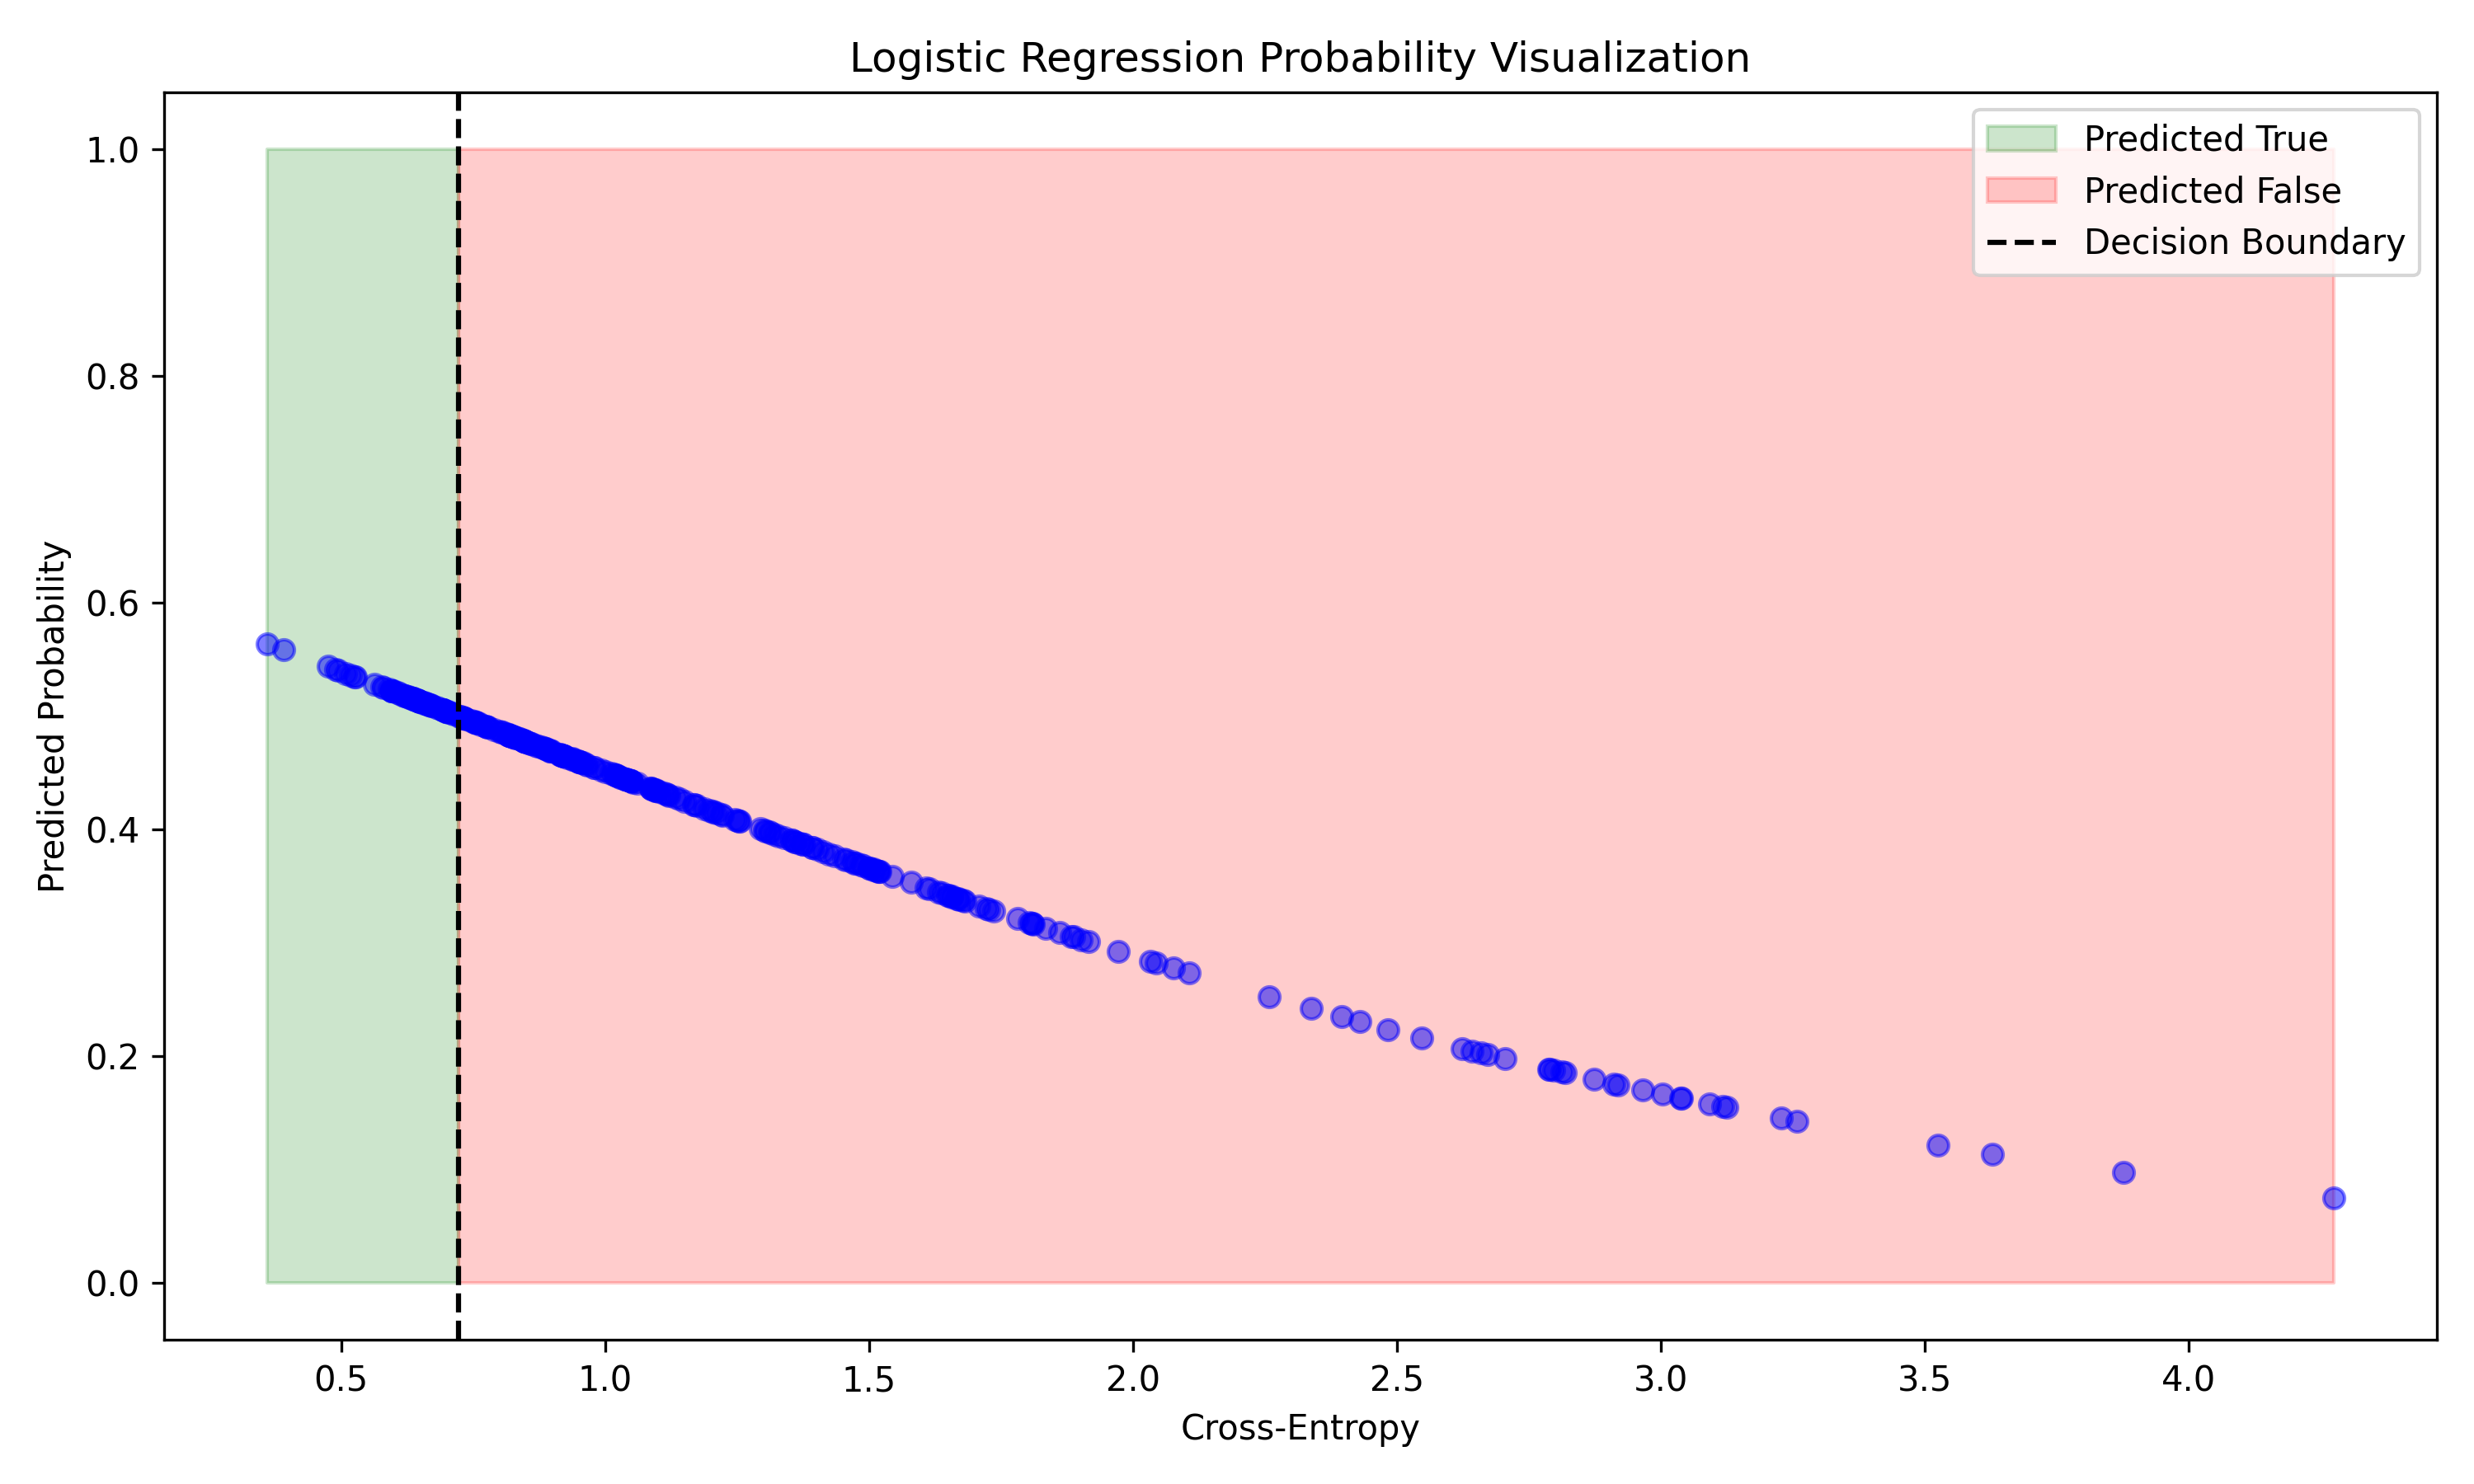 Logistic Regression Probability Visualization
Predicted True
Predicted False
Decision Boundary
Predicted Probability
1.0
0.8
0.6
0.4
0.2
0.0
0.5 1.0 1.5 2.0 2.5 3.0 3.5 4.0
Cross-Entropy